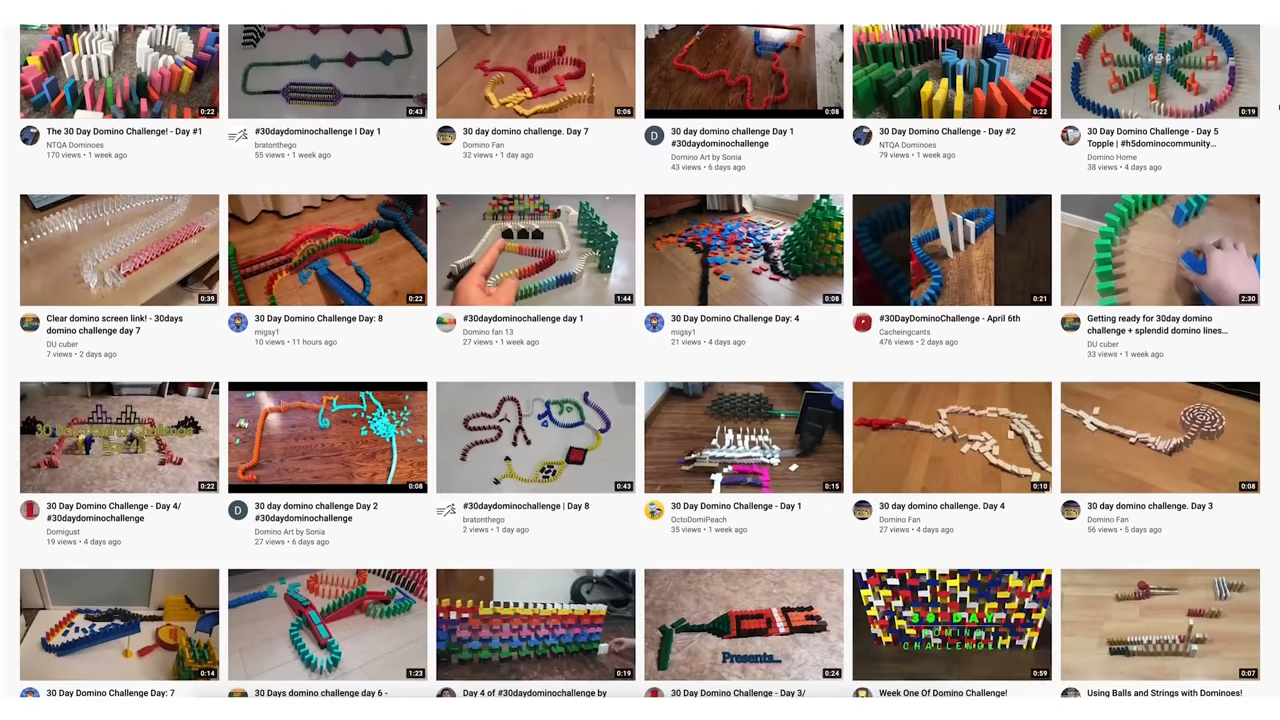 0:22
0:43
0:06
0:08
0:22
0:19
The 30 Day Domino Challenge! - Day #1
NTQA Dominoes
170 views • 1 week ago
#30daydominochallenge I Day 1
bratonthego
55 views • 1 week ago
30 day domino challenge. Day 7
Domino Fan
32 views • 1 day ago
D
30 day domino challenge Day 1
#30daydominochallenge
Domino Art by Sonia
43 views • 6 days ago
30 Day Domino Challenge - Day #2
NTQA Dominoes
79 views • 1 week ago
30 Day Domino Challenge - Day 5
Topple | #h5dominocommunity...
Domino Home
38 views • 4 days ago
0:39
0:22
1:44
0:08
0:21
2:30
Clear domino screen link! - 30days
domino challenge day 7
DU cuber
7 views • 2 days ago
30 Day Domino Challenge Day: 8
migsy1
10 views • 11 hours ago
#30daydominochallenge day 1
Domino fan 13
27 views • 1 week ago
30 Day Domino Challenge Day: 4
migsy1
21 views • 4 days ago
#30DayDominoChallenge - April 6th
Cacheingcants
476 views • 2 days ago
Getting ready for 30day domino
challenge + splendid domino lines...
DU cuber
33 views • 1 week ago
30 Day Domino Challenge
0:22
0:08
0:43
0:15
0:10
0:08
30 Day Domino Challenge - Day 4/
#30daydominochallenge
Domigust
19 views • 4 days ago
D
30 day domino challenge Day 2
#30daydominochallenge
Domino Art by Sonia
27 views • 6 days ago
#30daydominochallenge | Day 8
bratonthego
2 views • 1 day ago
30 Day Domino Challenge - Day 1
OctoDomiPeach
35 views • 1 week ago
30 day domino challenge. Day 4
Domino Fan
27 views • 4 days ago
30 day domino challenge. Day 3
Domino Fan
56 views • 5 days ago
0:14
1:23
0:19
Presents...
0:24
30 DAY
DOMINO
CHALLENGE!
0:59
0:07
30 Day Domino Challenge Day: 7
30 Days domino challenge day 6 -
Day 4 of #30daydominochallenge by
30 Day Domino Challenge - Day 3/
Week One Of Domino Challenge!
Using Balls and Strings with Dominoes!